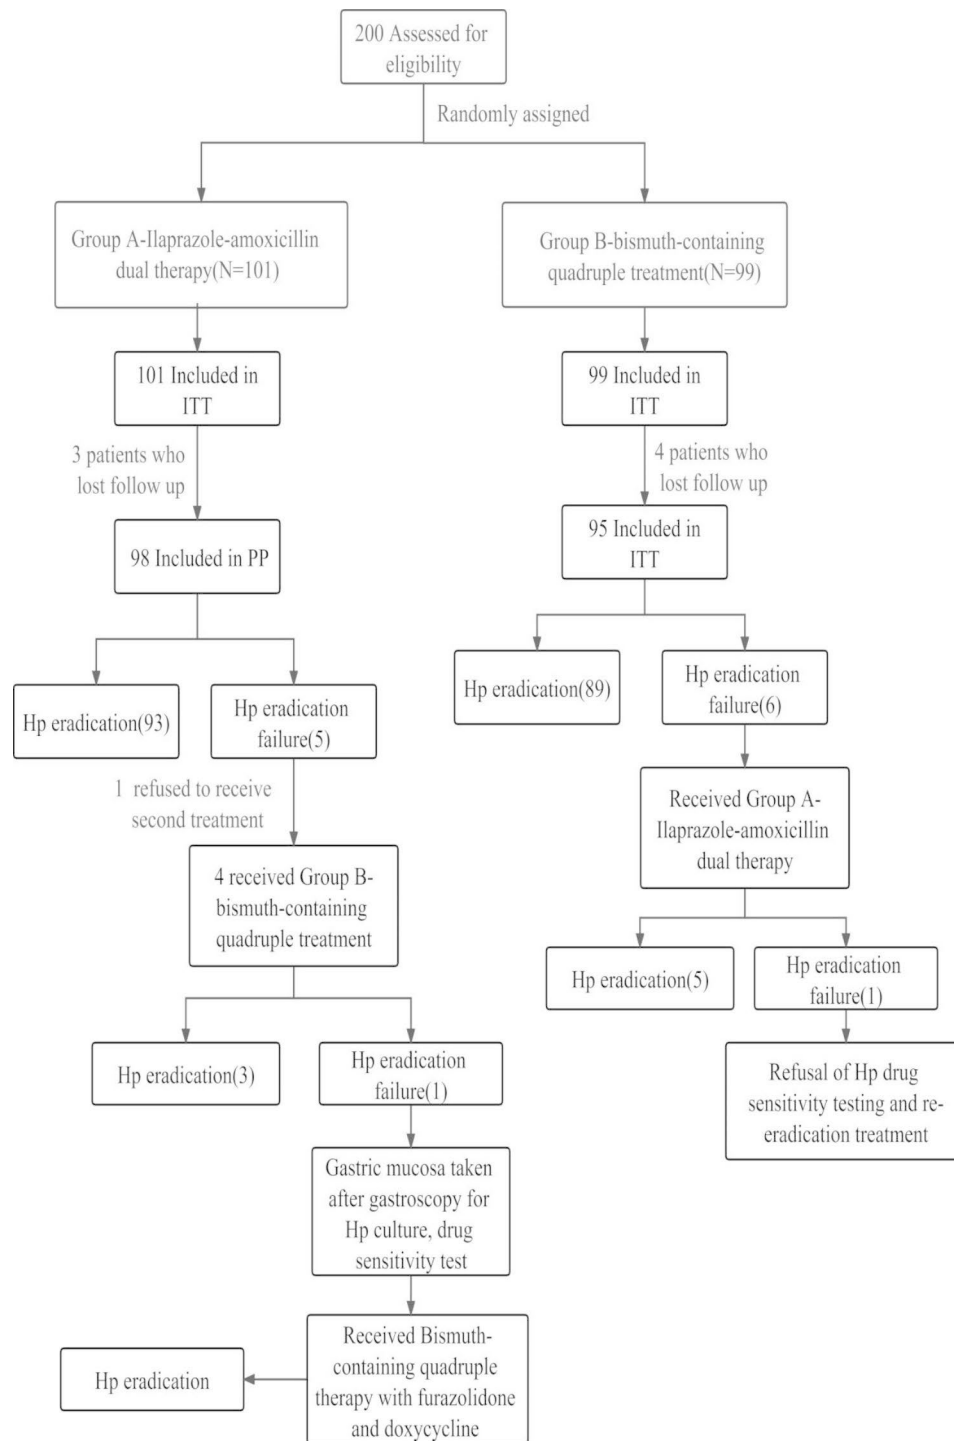 200 Assessed for
eligibility
Randomly assigned
Group A-Ilaprazole-amoxicillin
dual therapy(N=101)
Group B-bismuth-containing
quadruple treatment(N=99)
101 Included in
ITT
99 Included in
ITT
3 patients who
lost follow up
4 patients who
lost follow up
98 Included in PP
95 Included in
ITT
Hp eradication(93)
Hp eradication
failure(5)
Hp eradication(89)
Hp eradication
failure(6)
1 refused to receive
second treatment
Received Group A-
Ilaprazole-amoxicillin
dual therapy
4 received Group B-
bismuth-containing
quadruple treatment
Hp eradication(5)
Hp eradication
failure(1)
Hp eradication(3)
Hp eradication
failure(1)
Refusal of Hp drug
sensitivity testing and re-
eradication treatment
Gastric mucosa taken
after gastroscopy for
Hp culture, drug
sensitivity test
Received Bismuth-
containing quadruple
therapy with furazolidone
and doxycycline
Hp eradication